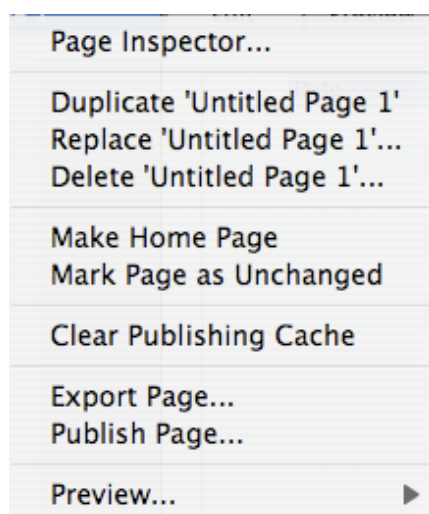 Page Inspector...
Duplicate 'Untitled Page 1'
Replace 'Untitled Page 1'...
Delete 'Untitled Page 1'...
Make Home Page
Mark Page as Unchanged
Clear Publishing Cache
Export Page...
Publish Page...
Preview...